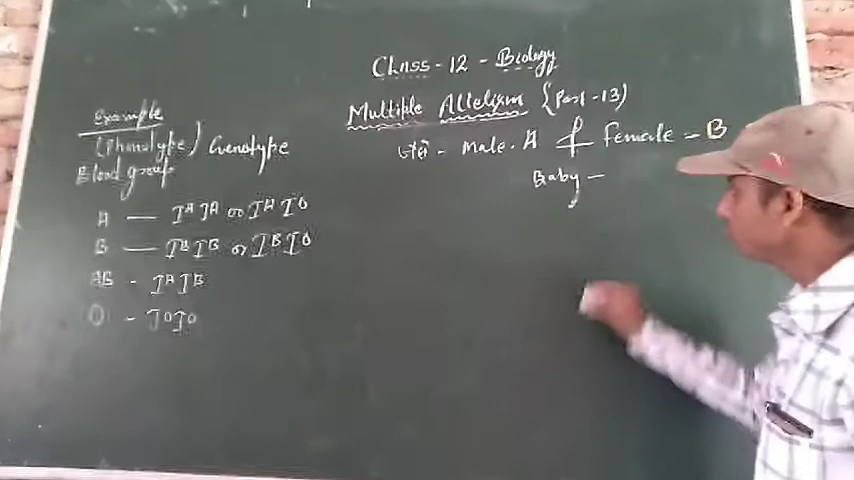 Class - 12 - Biology
Multiple Allelism {Part - 13)
Male. A Female - B
Baby -
Example
(Phenotype) Genotype
Blood group
A — IAIA or IAIO
B — IBIB or IBIO
AB - IAIB
O - IOIO